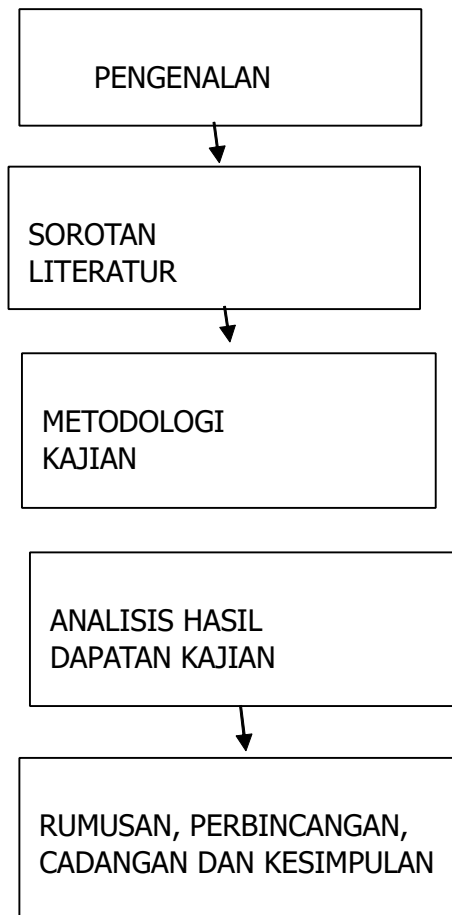 PENGENALAN
SOROTAN
LITERATUR
METODOLOGI
KAJIAN
ANALISIS HASIL
DAPATAN KAJIAN
RUMUSAN, PERBINCANGAN,
CADANGAN DAN KESIMPULAN